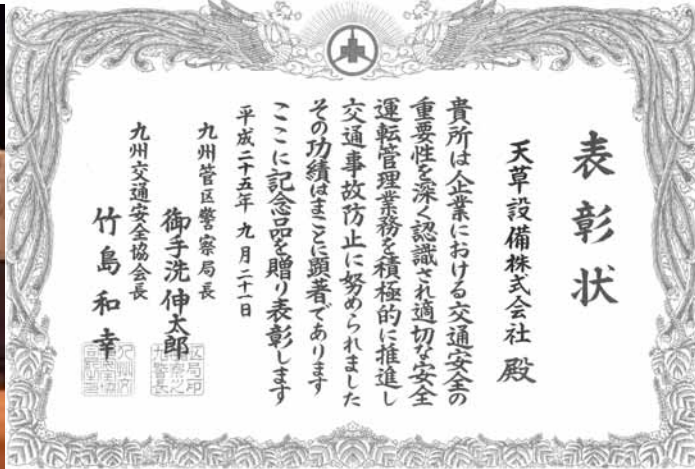 表彰状
天草設備株式会社 殿
貴所は企業における交通安全の
重要性を深く認識され適切な安全
運転管理業務を積極的に推進し
交通事故防止に努められました
その功績はまことに顕著であります
ここに記念品を贈り表彰します
平成二十五年 九月二十一日
九州管区警察局長
御手洗伸太郎
九州交通安全協会長
竹島和幸